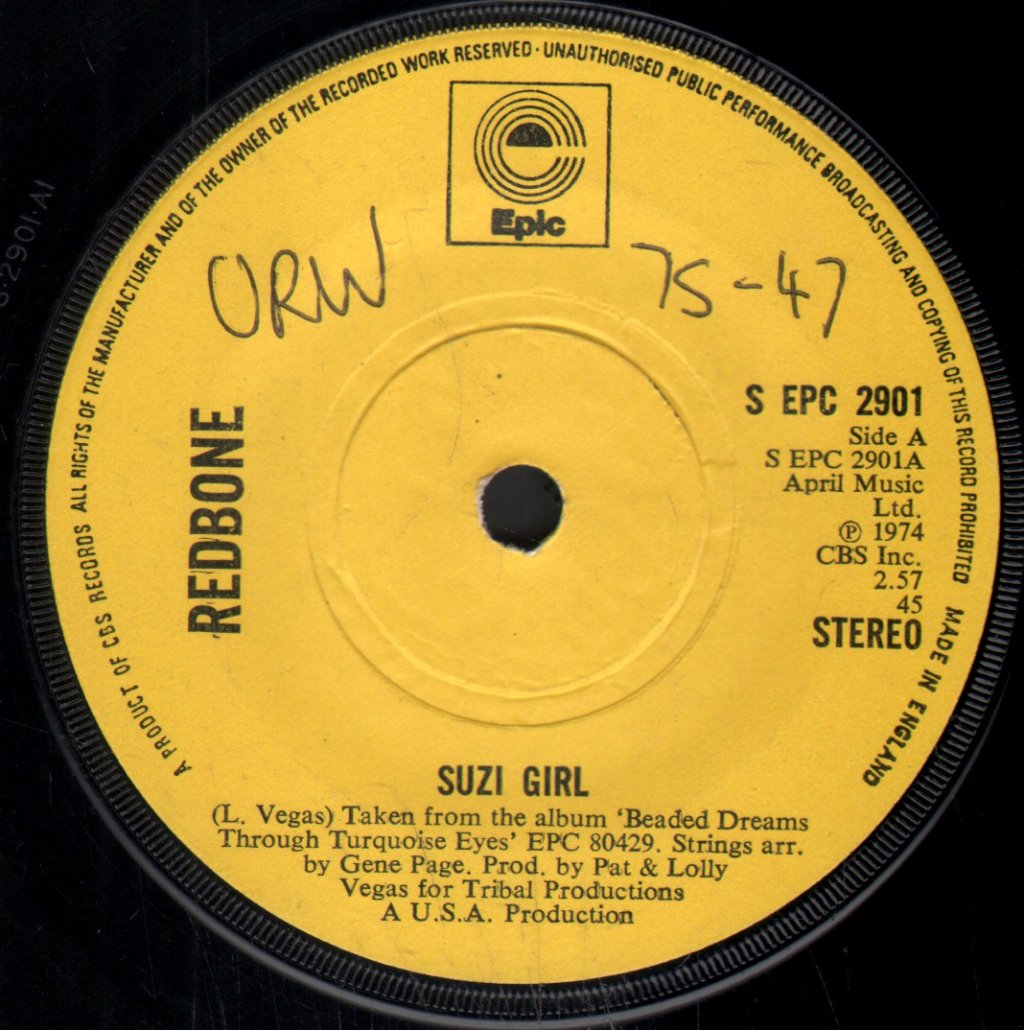 A PRODUCT OF CBS RECORDS ALL RIGHTS OF THE MANUFACTURER AND OF THE OWNER OF THE RECORDED WORK RESERVED · UNAUTHORISED PUBLIC PERFORMANCE BROADCASTING AND COPYING OF THIS RECORD PROHIBITED MADE IN ENGLAND
e
Epic
ORW 75-47
REDBONE
S EPC 2901
Side A
S EPC 2901A
April Music
Ltd.
℗ 1974
CBS Inc.
2.57
45
STEREO
SUZI GIRL
(L. Vegas) Taken from the album ‘Beaded Dreams
Through Turquoise Eyes’ EPC 80429. Strings arr.
by Gene Page. Prod. by Pat & Lolly
Vegas for Tribal Productions
A U.S.A. Production
2901 A1